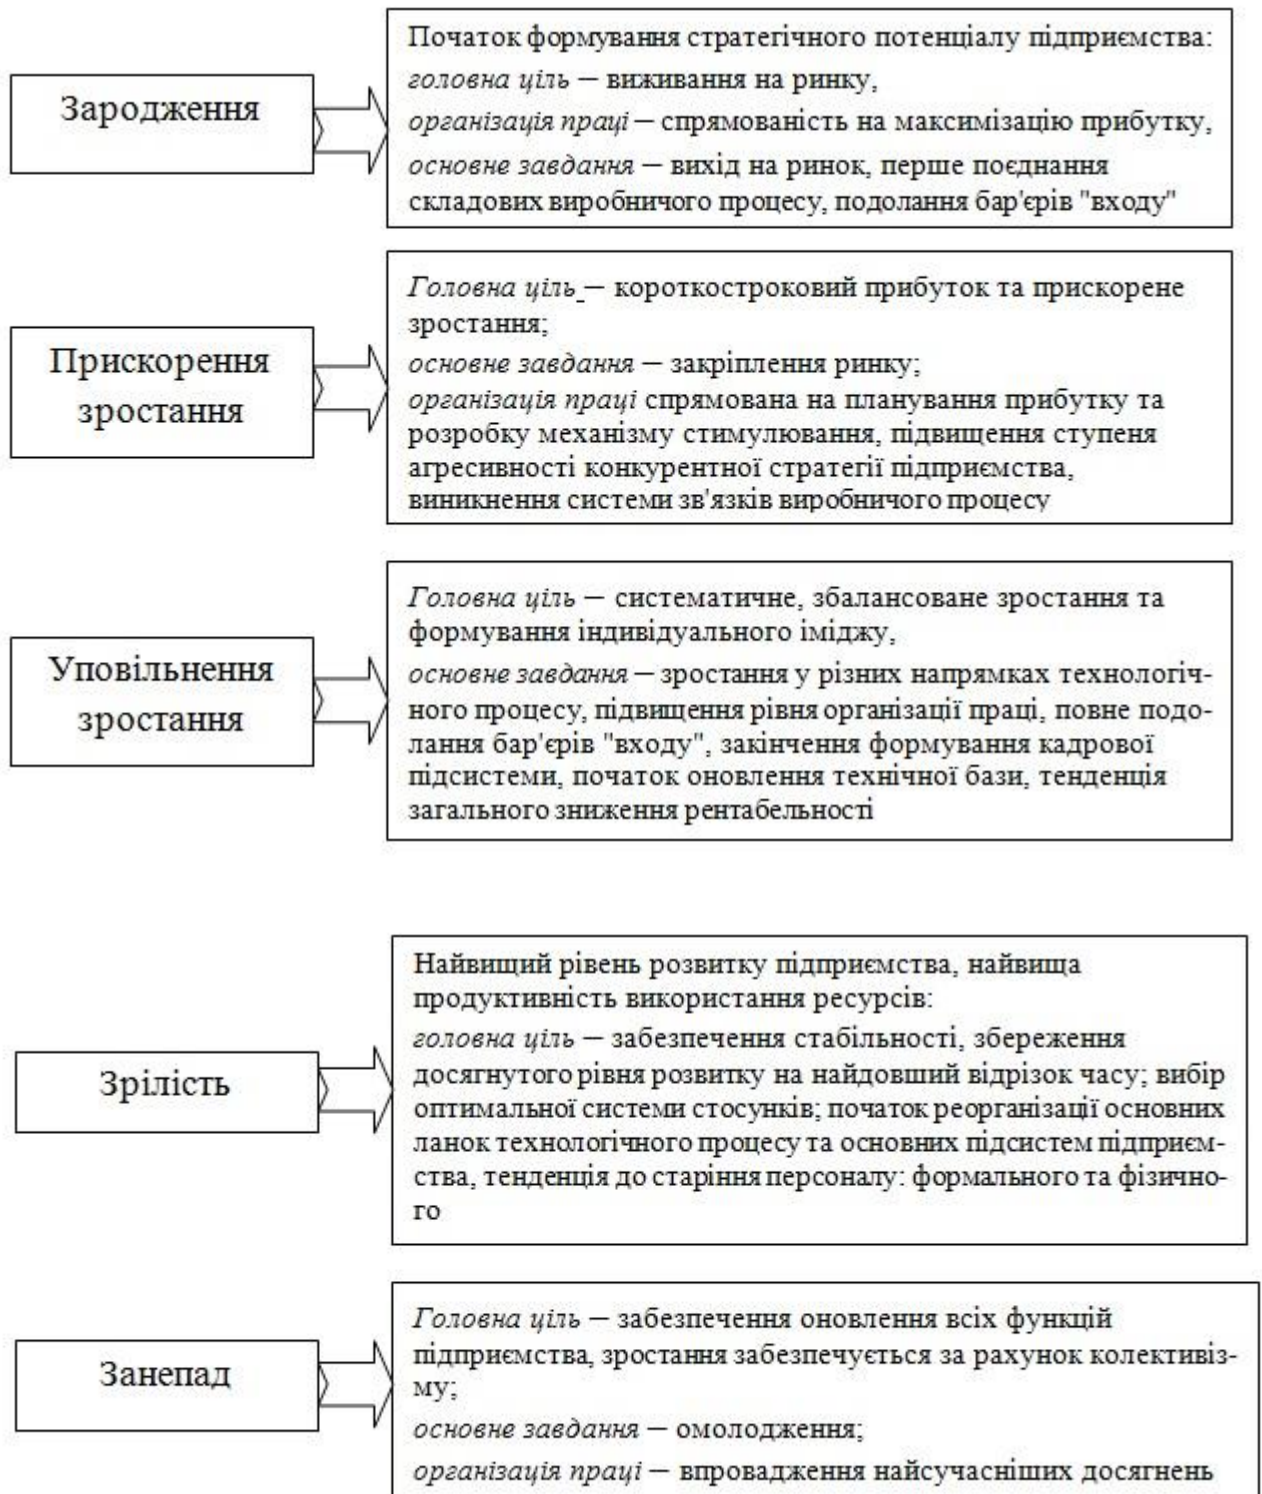 Зародження
Початок формування стратегічного потенціалу підприємства:
головна ціль — виживання на ринку,
організація праці — спрямованість на максимізацію прибутку,
основне завдання — вихід на ринок, перше поєднання
складових виробничого процесу, подолання бар'єрів "входу"
Прискорення
зростання
Головна ціль — короткостроковий прибуток та прискорене
зростання;
основне завдання — закріплення ринку;
організація праці спрямована на планування прибутку та
розробку механізму стимулювання, підвищення ступеня
агресивності конкурентної стратегії підприємства,
виникнення системи зв'язків виробничого процесу
Уповільнення
зростання
Головна ціль — систематичне, збалансоване зростання та
формування індивідуального іміджу,
основне завдання — зростання у різних напрямках технологіч-
ного процесу, підвищення рівня організації праці, повне подо-
лання бар'єрів "входу", закінчення формування кадрової
підсистеми, початок оновлення технічної бази, тенденція
загального зниження рентабельності
Зрілість
Найвищий рівень розвитку підприємства, найвища
продуктивність використання ресурсів:
головна ціль — забезпечення стабільності, збереження
досягнутого рівня розвитку на найдовший відрізок часу; вибір
оптимальної системи стосунків; початок реорганізації основних
ланок технологічного процесу та основних підсистем підприєм-
ства, тенденція до старіння персоналу: формального та фізично-
го
Занепад
Головна ціль — забезпечення оновлення всіх функцій
підприємства, зростання забезпечується за рахунок колективіз-
му;
основне завдання — омолодження;
організація праці — впровадження найсучасніших досягнень